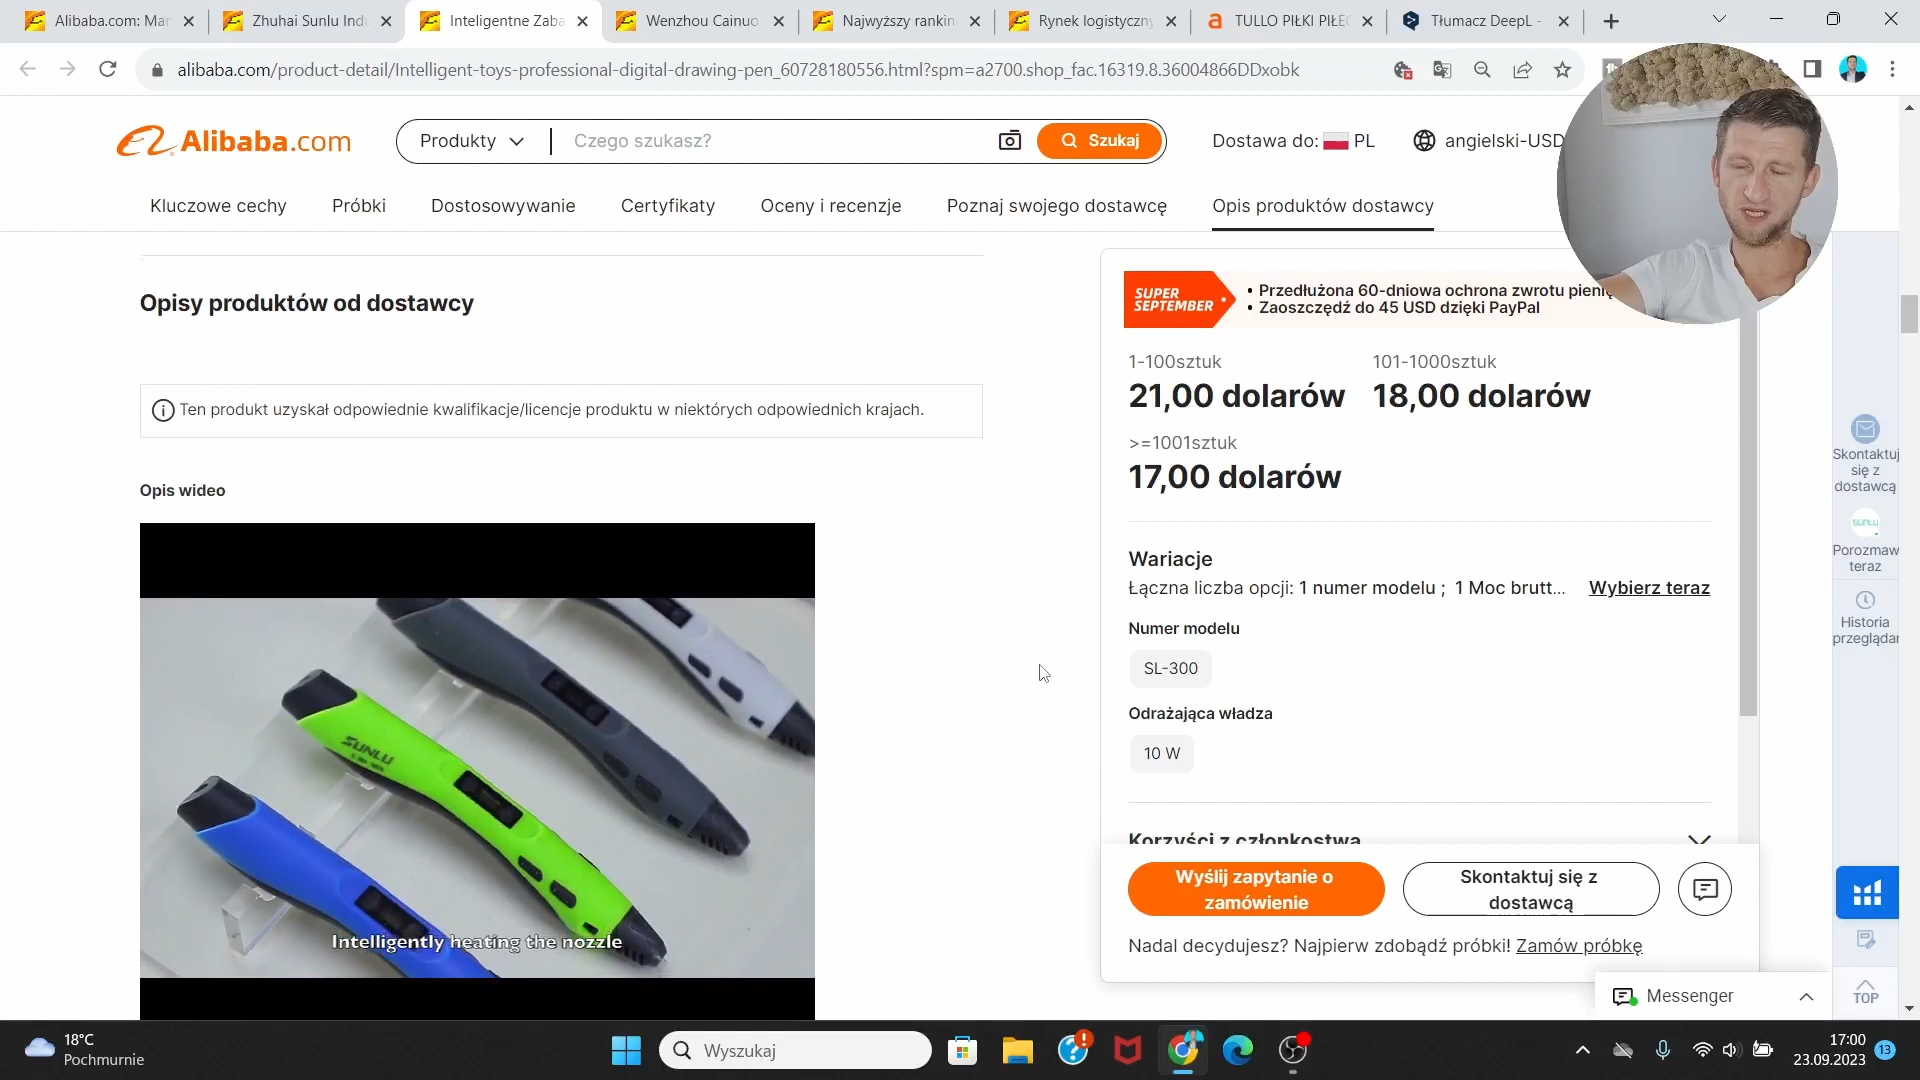 Alibaba.com: Man
Zhuhai Sunlu Indu
Inteligentne Zaba
Wenzhou Cainuo
Najwyższy rankin
Rynek logistyczny
TULLO PIŁKI PIŁEC
Tłumacz DeepL -
alibaba.com/product-detail/Intelligent-toys-professional-digital-drawing-pen_60728180556.html?spm=a2700.shop_fac.16319.8.36004866DDxobk
Alibaba.com
Produkty
Czego szukasz?
Szukaj
Dostawa do: PL
angielski-USD
Kluczowe cechy
Próbki
Dostosowywanie
Certyfikaty
Oceny i recenzje
Poznaj swojego dostawcę
Opis produktów dostawcy
Opisy produktów od dostawcy
Ten produkt uzyskał odpowiednie kwalifikacje/licencje produktu w niektórych odpowiednich krajach.
Opis wideo
SUNLU
Intelligently heating the nozzle
SUPER
SEPTEMBER
• Przedłużona 60-dniowa ochrona zwrotu pienię
• Zaoszczędź do 45 USD dzięki PayPal
1-100sztuk
101-1000sztuk
21,00 dolarów
18,00 dolarów
>=1001sztuk
17,00 dolarów
Wariacje
Łączna liczba opcji: 1 numer modelu ; 1 Moc brutt...
Wybierz teraz
Numer modelu
SL-300
Odrażająca władza
10 W
Korzyści z członkostwa
Wyślij zapytanie o
zamówienie
Skontaktuj się z
dostawcą
Nadal decydujesz? Najpierw zdobądź próbki! Zamów próbkę
Messenger
Skontaktuj
się z
dostawcą
SUNLU
Porozmaw
teraz
Historia
przeglądar
TOP
18°C
Pochmurnie
Wyszukaj
17:00
23.09.2023
13